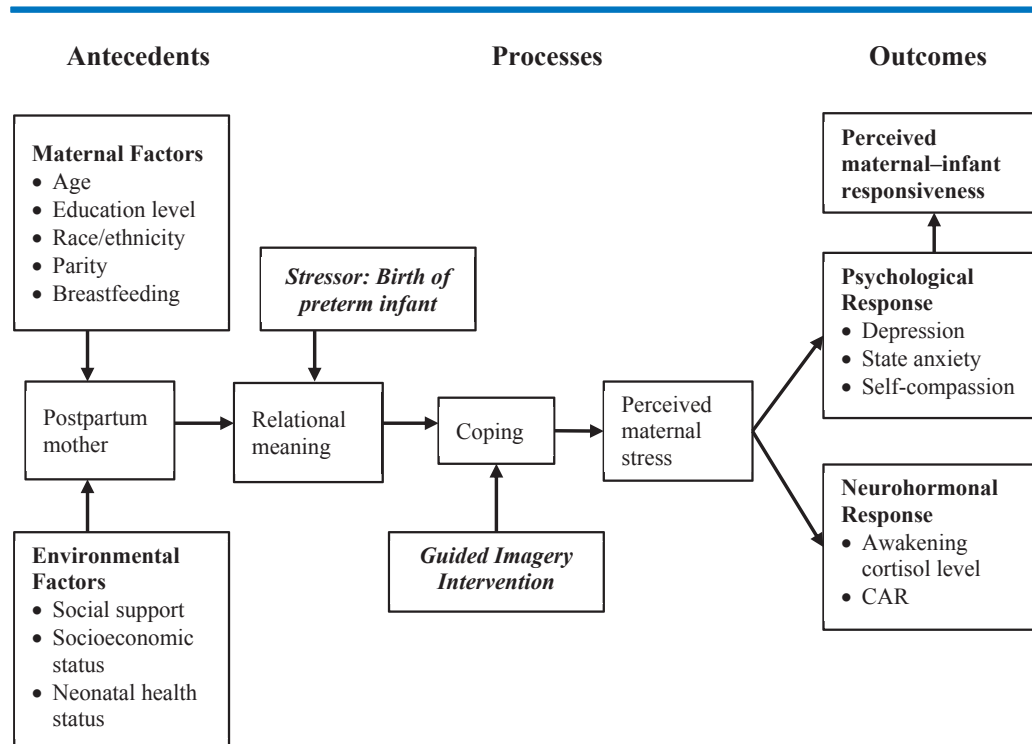 Antecedents
Processes
Outcomes
Maternal Factors
• Age
• Education level
• Race/ethnicity
• Parity
• Breastfeeding
Stressor: Birth of
preterm infant
Perceived
maternal–infant
responsiveness
Psychological
Response
• Depression
• State anxiety
• Self-compassion
Postpartum
mother
Relational
meaning
Coping
Perceived
maternal
stress
Guided Imagery
Intervention
Neurohormonal
Response
• Awakening
cortisol level
• CAR
Environmental
Factors
• Social support
• Socioeconomic
status
• Neonatal health
status